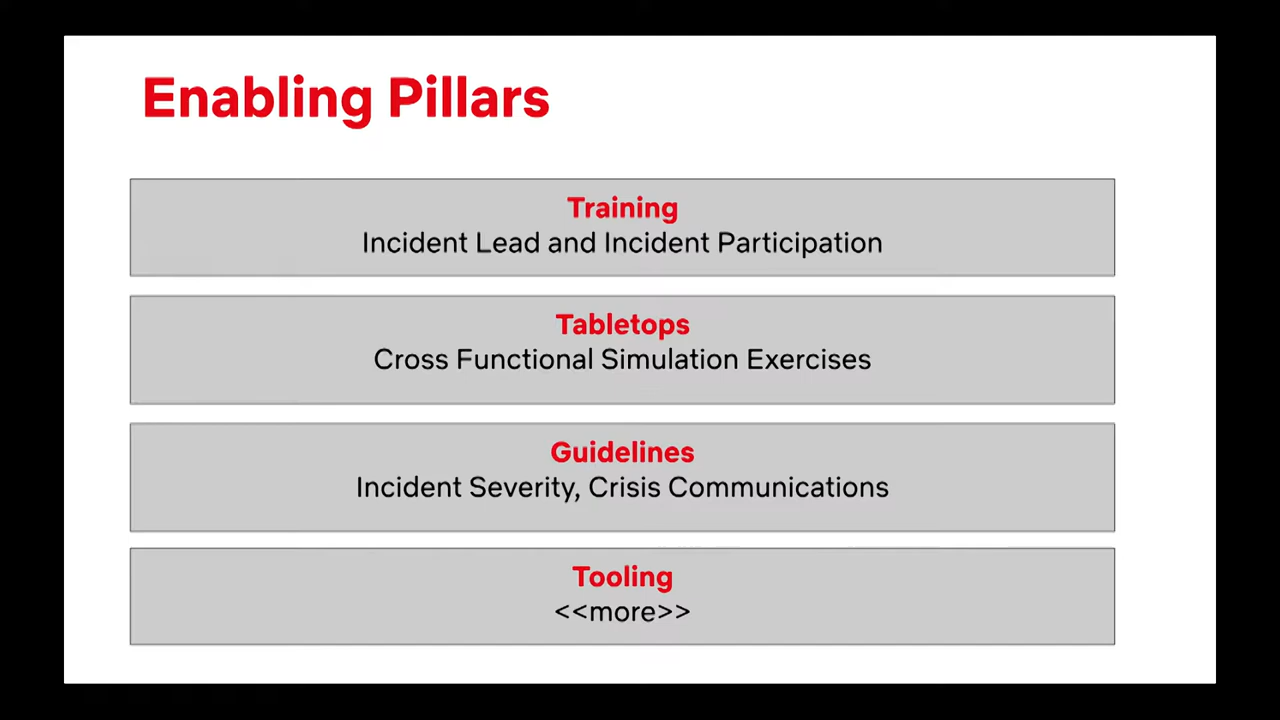 Enabling Pillars
Training
Incident Lead and Incident Participation
Tabletops
Cross Functional Simulation Exercises
Guidelines
Incident Severity, Crisis Communications
Tooling
<<more>>